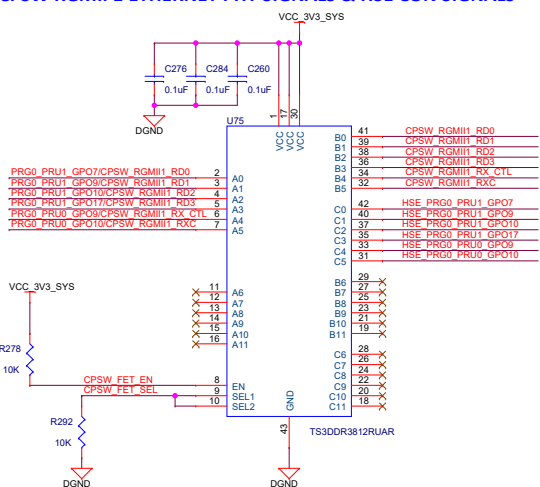 VCC_3V3_SYS
C276
C284
C260
0.1uF
0.1uF
0.1uF
DGND
U75
1
17
30
VCC
VCC
VCC
PRG0_PRU1_GPO7/CPSW_RGMII1_RD0 2 A0
PRG0_PRU1_GPO9/CPSW_RGMII1_RD1 3 A1
PRG0_PRU1_GPO10/CPSW_RGMII1_RD2 4 A2
PRG0_PRU1_GPO17/CPSW_RGMII1_RD3 5 A3
PRG0_PRU0_GPO9/CPSW_RGMII1_RX_CTL 6 A4
PRG0_PRU0_GPO10/CPSW_RGMII1_RXC 7 A5
B0 41 CPSW_RGMII1_RD0
B1 39 CPSW_RGMII1_RD1
B2 38 CPSW_RGMII1_RD2
B3 36 CPSW_RGMII1_RD3
B4 34 CPSW_RGMII1_RX_CTL
B5 32 CPSW_RGMII1_RXC
C0 42 HSE_PRG0_PRU1_GPO7
C1 40 HSE_PRG0_PRU1_GPO9
C2 37 HSE_PRG0_PRU1_GPO10
C3 35 HSE_PRG0_PRU1_GPO17
C4 33 HSE_PRG0_PRU0_GPO9
C5 31 HSE_PRG0_PRU0_GPO10
VCC_3V3_SYS
11 A6
12 A7
13 A8
14 A9
15 A10
16 A11
B6 29
B7 27
B8 25
B9 23
B10 21
B11 19
C6 28
C7 26
C8 24
C9 22
C10 20
C11 18
R278
10K
CPSW_FET_EN 8 EN
CPSW_FET_SEL 9 SEL1
10 SEL2
GND
43
TS3DDR3812RUAR
R292
10K
DGND
DGND